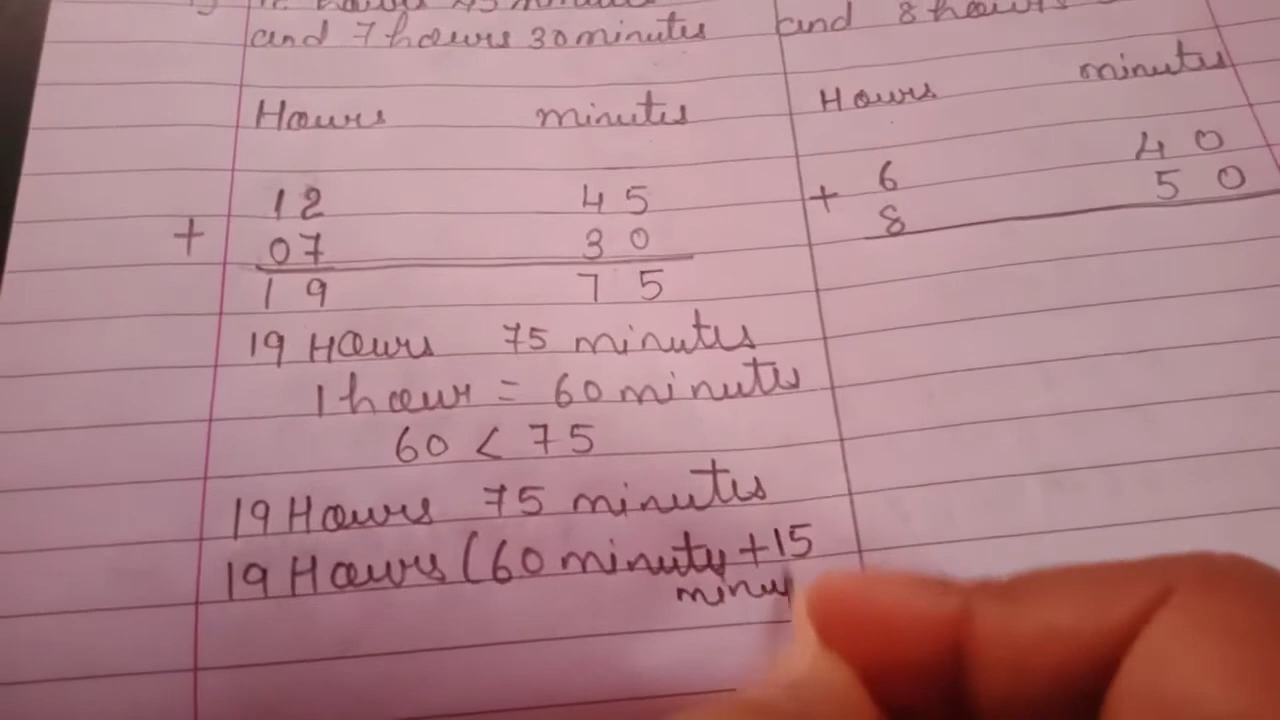 and 7 hours 30 minutes
Hours minutes
12 45
+ 07 30
19 75
19 Hours 75 minutes
1 hour = 60 minutes
60 < 75
19 Hours 75 minutes
19 Hours (60 minuty + 15
minu
and 8 hours
Hours minutes
6 40
+ 8 50